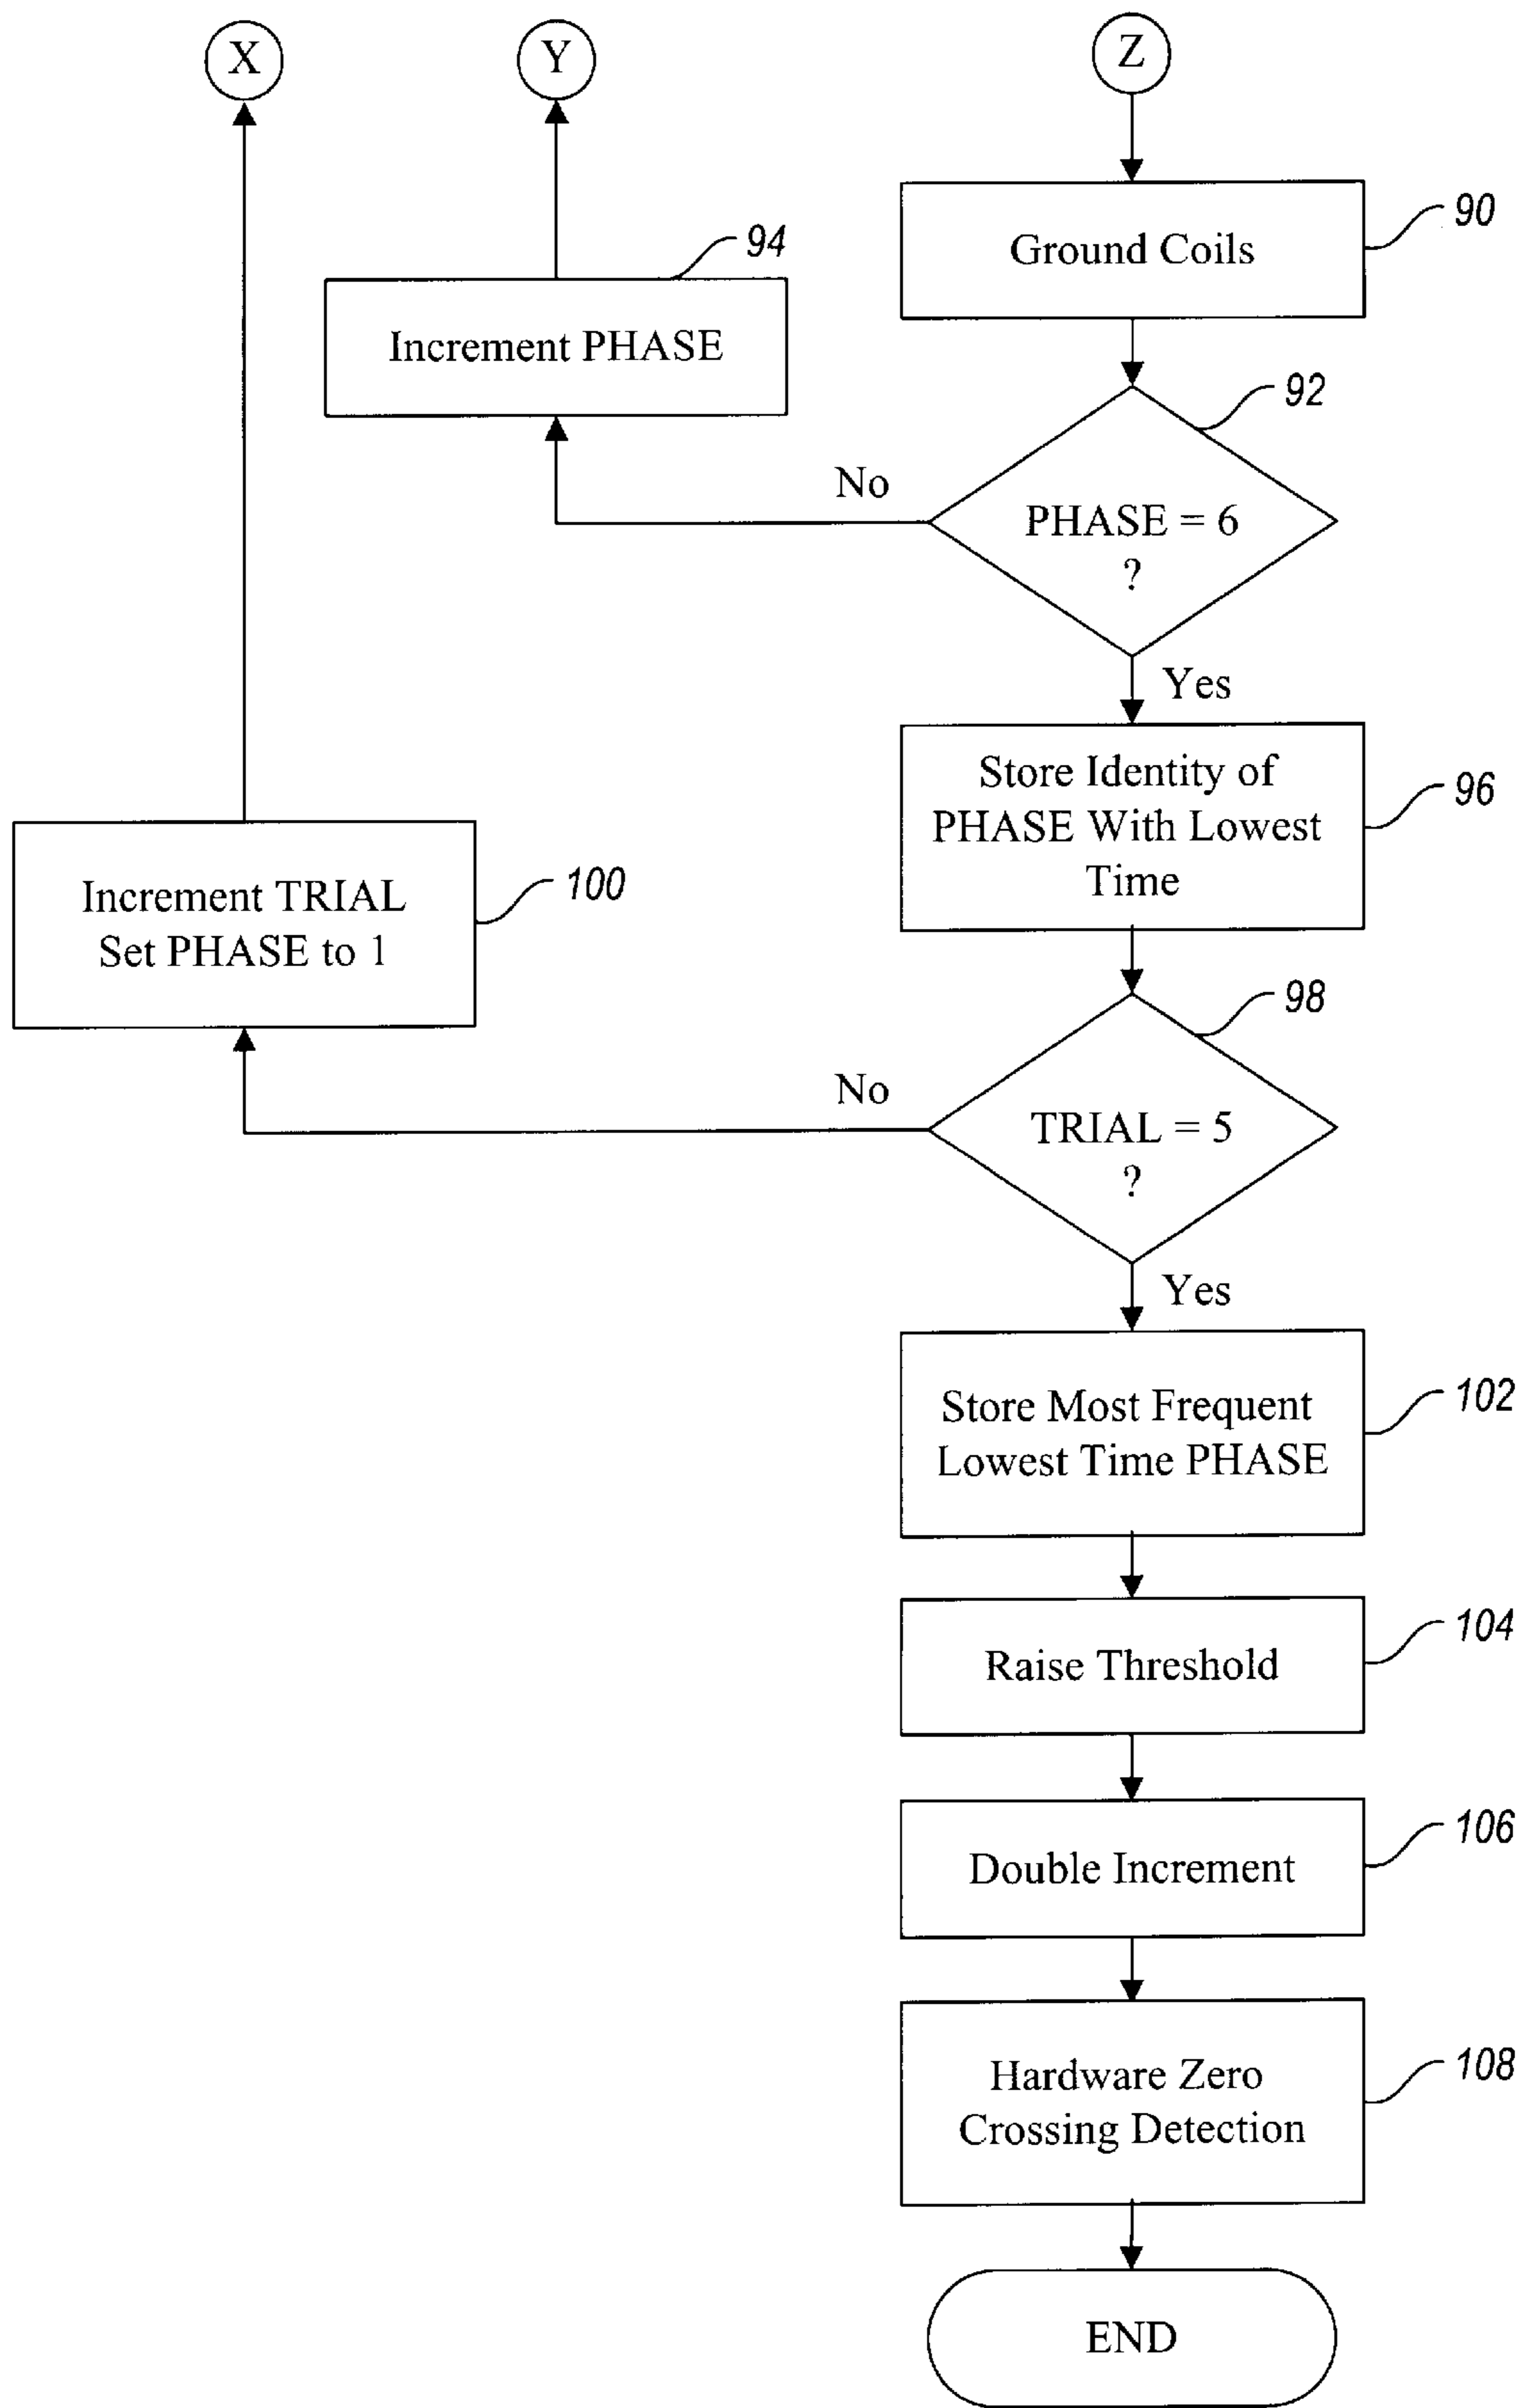 X
Y
Z
Ground Coils
90
94
Increment PHASE
92
No
PHASE = 6
?
Yes
Store Identity of
PHASE With Lowest
Time
96
Increment TRIAL
Set PHASE to 1
100
98
No
TRIAL = 5
?
Yes
Store Most Frequent
Lowest Time PHASE
102
Raise Threshold
104
Double Increment
106
Hardware Zero
Crossing Detection
108
END